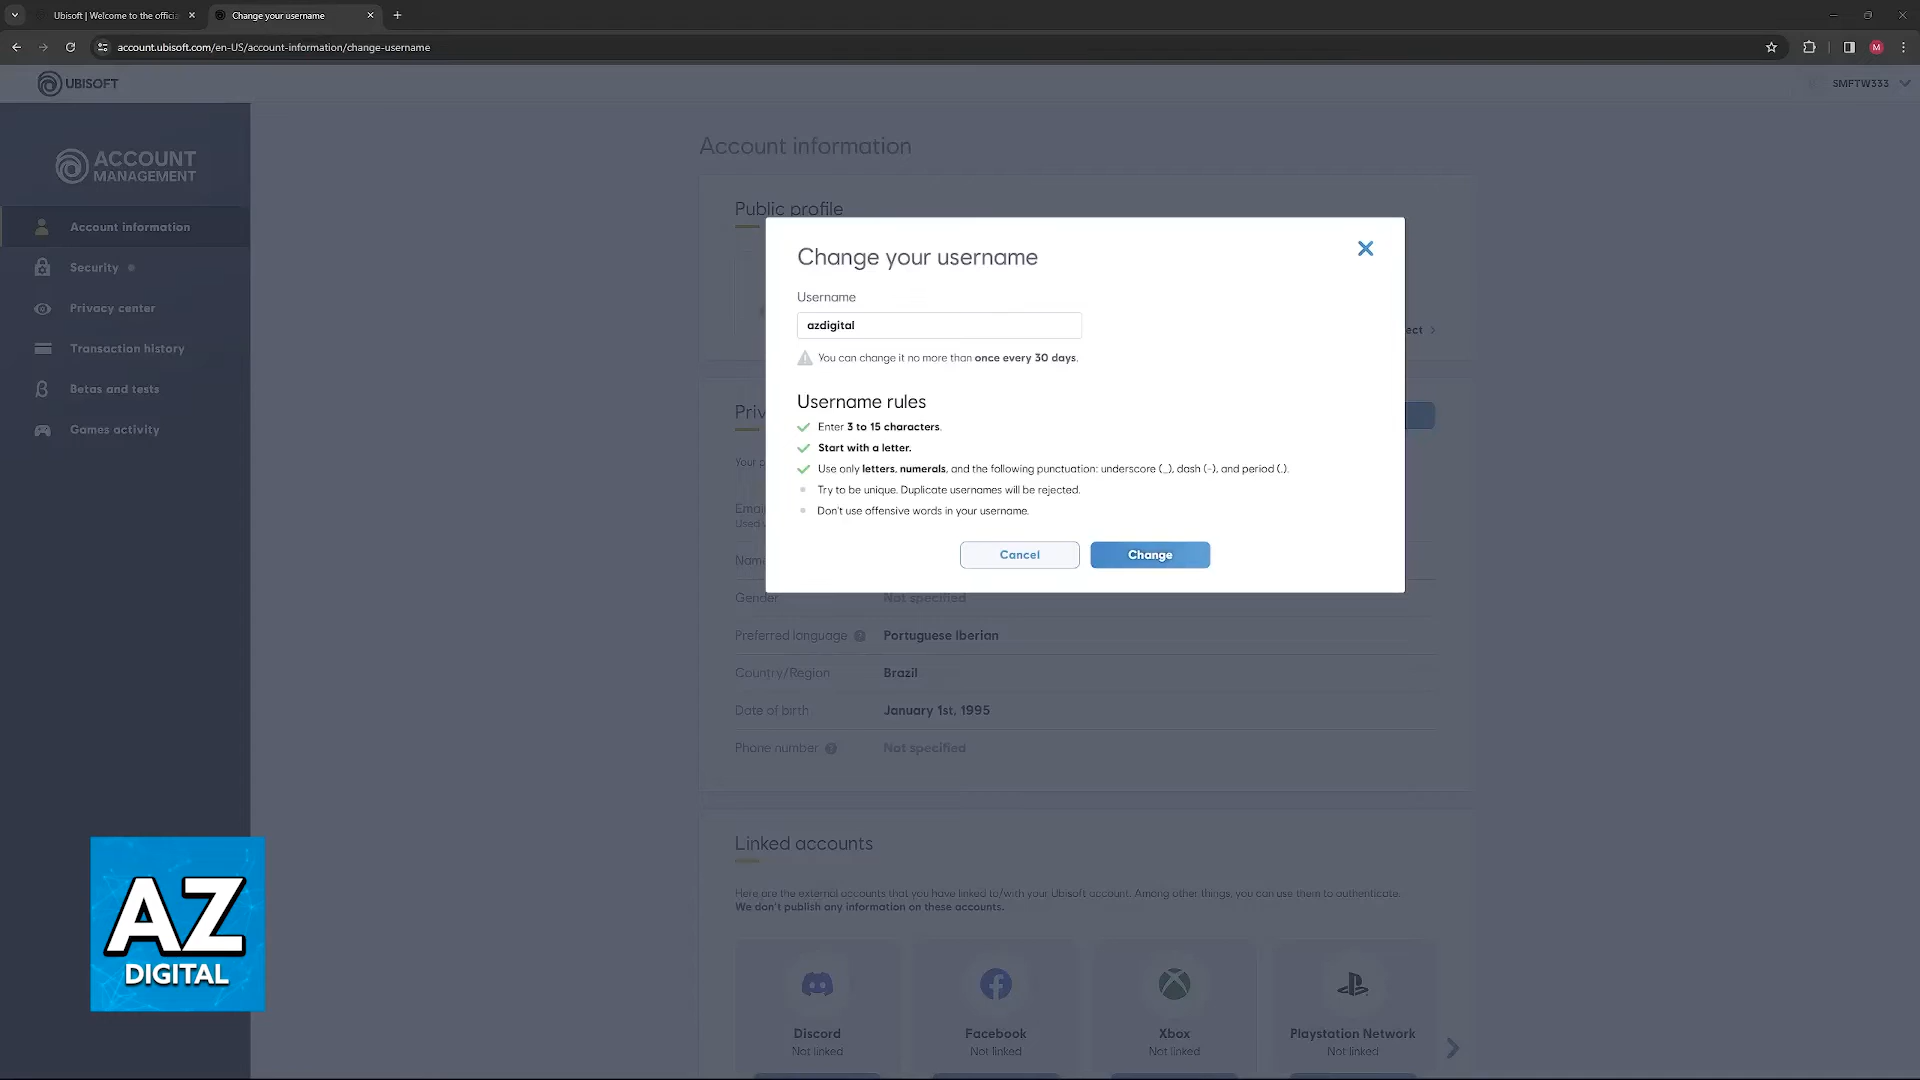 Ubisoft | Welcome to the officia
Change your username
account.ubisoft.com/en-US/account-information/change-username
M
UBISOFT
SMFTW333
ACCOUNT
MANAGEMENT
Account information
Security
Privacy center
Transaction history
Betas and tests
Games activity
Account information
Public profile
ect
Change your username
Username
azdigital
You can change it no more than once every 30 days.
Username rules
Enter 3 to 15 characters.
Start with a letter.
Use only letters, numerals, and the following punctuation: underscore (_), dash (-), and period (.).
Try to be unique. Duplicate usernames will be rejected.
Don't use offensive words in your username.
Cancel
Change
Priv
Your p
Email
Used
Name
Gender Not specified
Preferred language Portuguese Iberian
Country/Region Brazil
Date of birth January 1st, 1995
Phone number Not specified
Linked accounts
Here are the external accounts that you have linked to/with your Ubisoft account. Among other things, you can use them to authenticate.
We don't publish any information on these accounts.
Discord
Not linked
Facebook
Not linked
Xbox
Not linked
Playstation Network
Not linked
AZ
DIGITAL